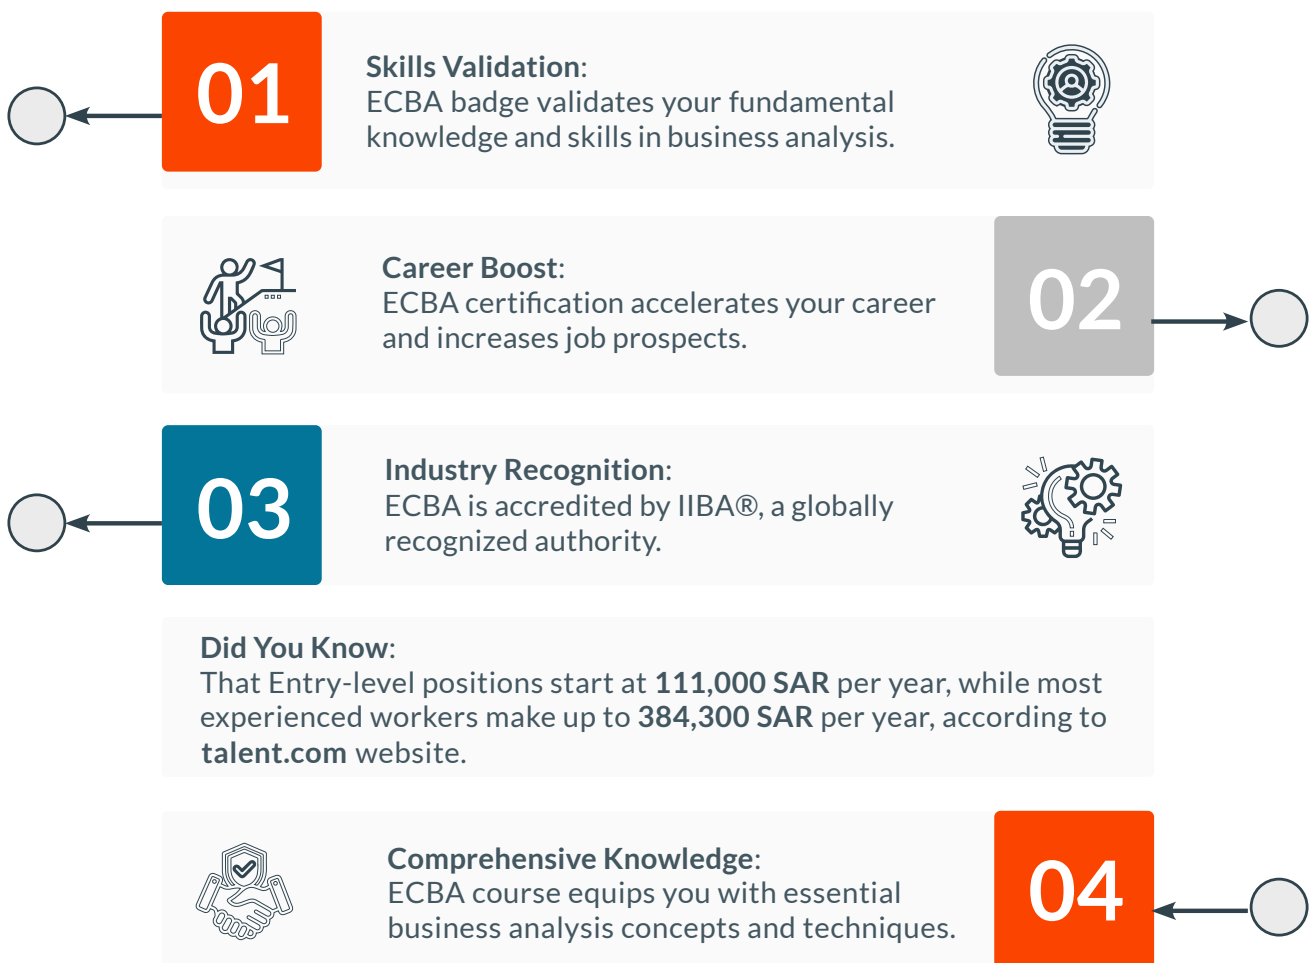 01
Skills Validation:
ECBA badge validates your fundamental
knowledge and skills in business analysis.
Career Boost:
ECBA certification accelerates your career
and increases job prospects.
02
03
Industry Recognition:
ECBA is accredited by IIBA®, a globally
recognized authority.
Did You Know:
That Entry-level positions start at 111,000 SAR per year, while most
experienced workers make up to 384,300 SAR per year, according to
talent.com website.
Comprehensive Knowledge:
ECBA course equips you with essential
business analysis concepts and techniques.
04